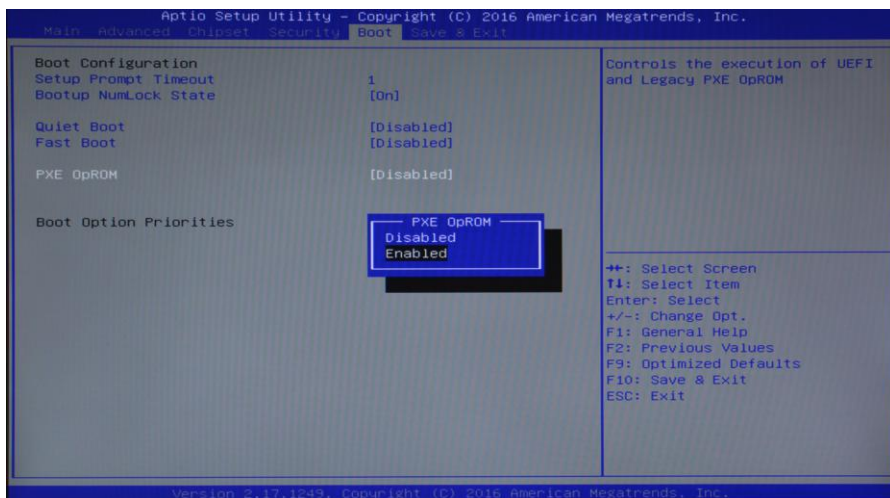 Aptio Setup Utility – Copyright (C) 2016 American Megatrends, Inc.
Main Advanced Chipset Security Boot Save & Exit
Boot Configuration
Setup Prompt Timeout 1
Bootup NumLock State [On]
Quiet Boot [Disabled]
Fast Boot [Disabled]
PXE OpROM [Disabled]
Boot Option Priorities
PXE OpROM
Disabled
Enabled
Controls the execution of UEFI
and Legacy PXE OpROM
→←: Select Screen
↑↓: Select Item
Enter: Select
+/-: Change Opt.
F1: General Help
F2: Previous Values
F9: Optimized Defaults
F10: Save & Exit
ESC: Exit
Version 2.17.1249. Copyright (C) 2016 American Megatrends, Inc.